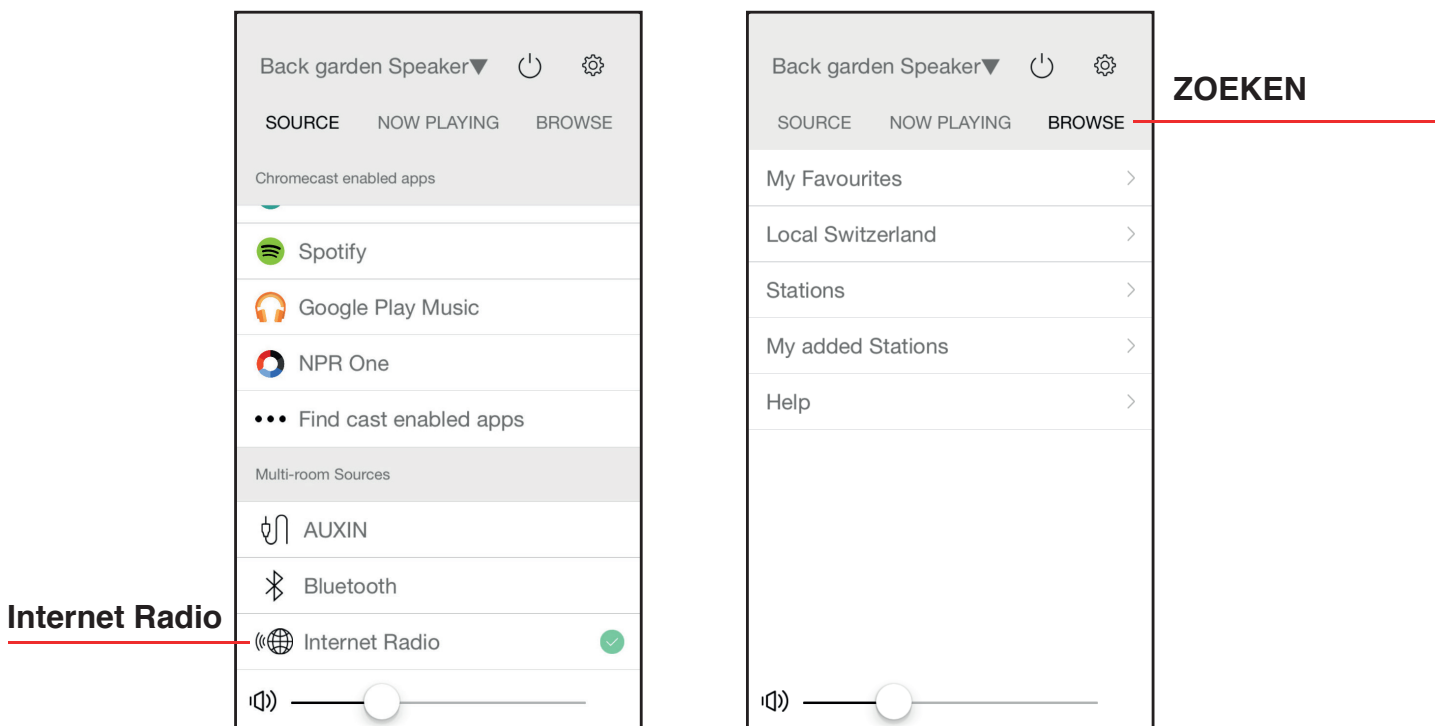 Back garden Speaker▼
SOURCE NOW PLAYING BROWSE
Chromecast enabled apps
Spotify
Google Play Music
NPR One
Find cast enabled apps
Multi-room Sources
AUXIN
Bluetooth
Internet Radio
Internet Radio
Back garden Speaker▼
SOURCE NOW PLAYING BROWSE
ZOEKEN
My Favourites
Local Switzerland
Stations
My added Stations
Help